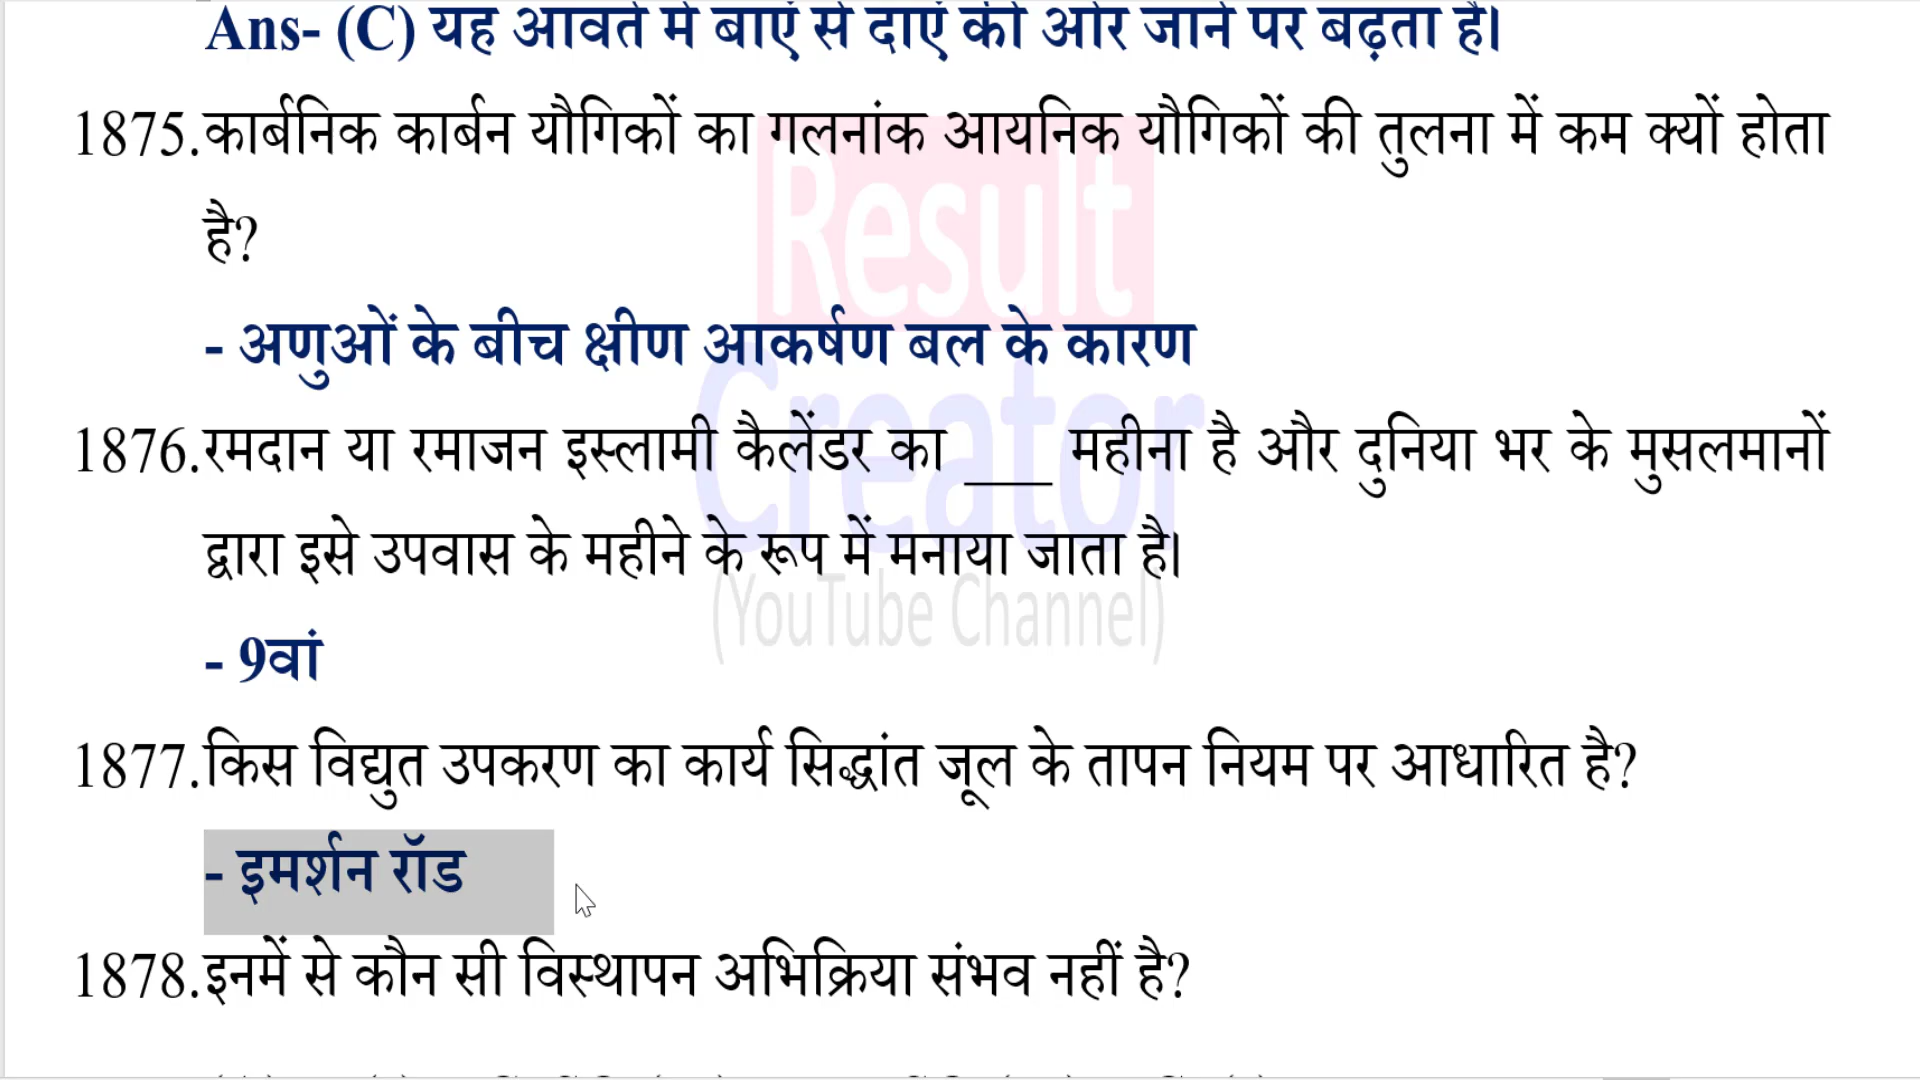 Ans- (C) यह आवर्त में बाएं से दाएं की ओर जाने पर बढ़ता है।
1875.कार्बनिक कार्बन यौगिकों का गलनांक आयनिक यौगिकों की तुलना में कम क्यों होता
है?
Result
- अणुओं के बीच क्षीण आकर्षण बल के कारण
Creator
1876.रमदान या रमाजन इस्लामी कैलेंडर का ___ महीना है और दुनिया भर के मुसलमानों
द्वारा इसे उपवास के महीने के रूप में मनाया जाता है।
(YouTube Channel)
- 9वां
1877.किस विद्युत उपकरण का कार्य सिद्धांत जूल के तापन नियम पर आधारित है?
- इमर्शन रॉड
1878.इनमें से कौन सी विस्थापन अभिक्रिया संभव नहीं है?